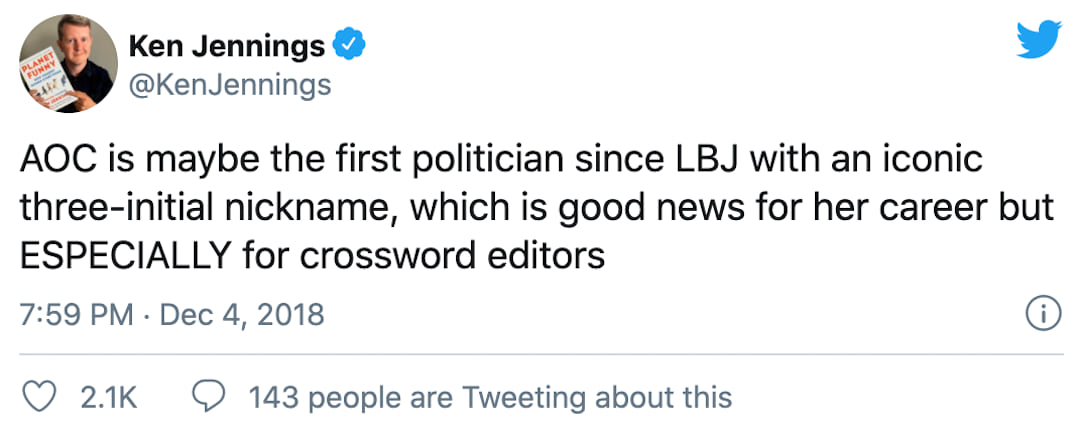 PLANET
FUNNY
Ken Jennings
@KenJennings
AOC is maybe the first politician since LBJ with an iconic
three-initial nickname, which is good news for her career but
ESPECIALLY for crossword editors
7:59 PM · Dec 4, 2018
2.1K
143 people are Tweeting about this